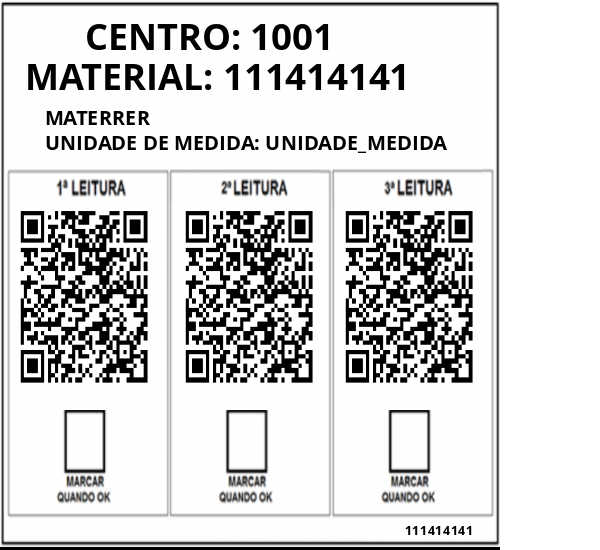 CENTRO: 1001
MATERIAL: 111414141
MATERRER
UNIDADE DE MEDIDA: UNIDADE_MEDIDA
1ª LEITURA
2ª LEITURA
3ª LEITURA
MARCAR
QUANDO OK
MARCAR
QUANDO OK
MARCAR
QUANDO OK
111414141